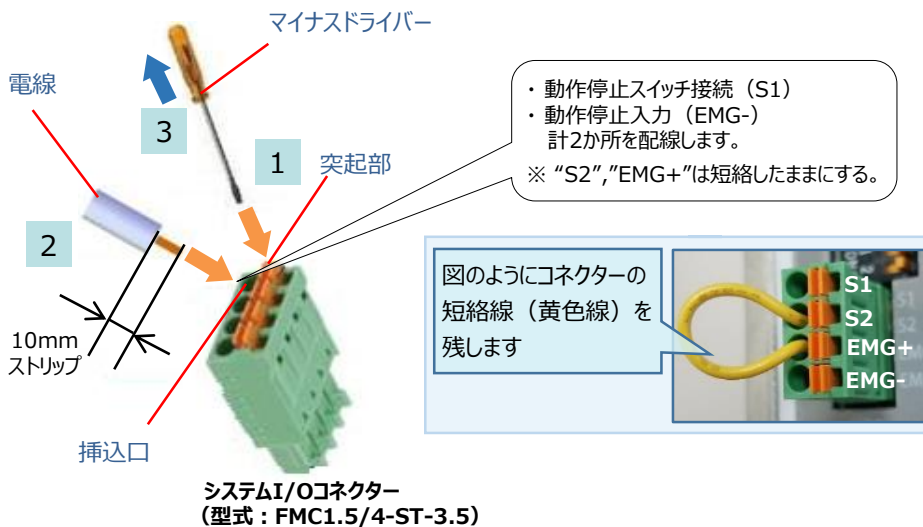 マイナスドライバー
電線
3
1
突起部
2
10mm
ストリップ
挿込口
・ 動作停止スイッチ接続（S1）
・ 動作停止入力（EMG-）
計2か所を配線します。
※ “S2”,”EMG+”は短絡したままにする。
図のようにコネクターの
短絡線（黄色線）を
残します
S1
S2
EMG+
EMG-
システムI/Oコネクター
（型式：FMC1.5/4-ST-3.5）